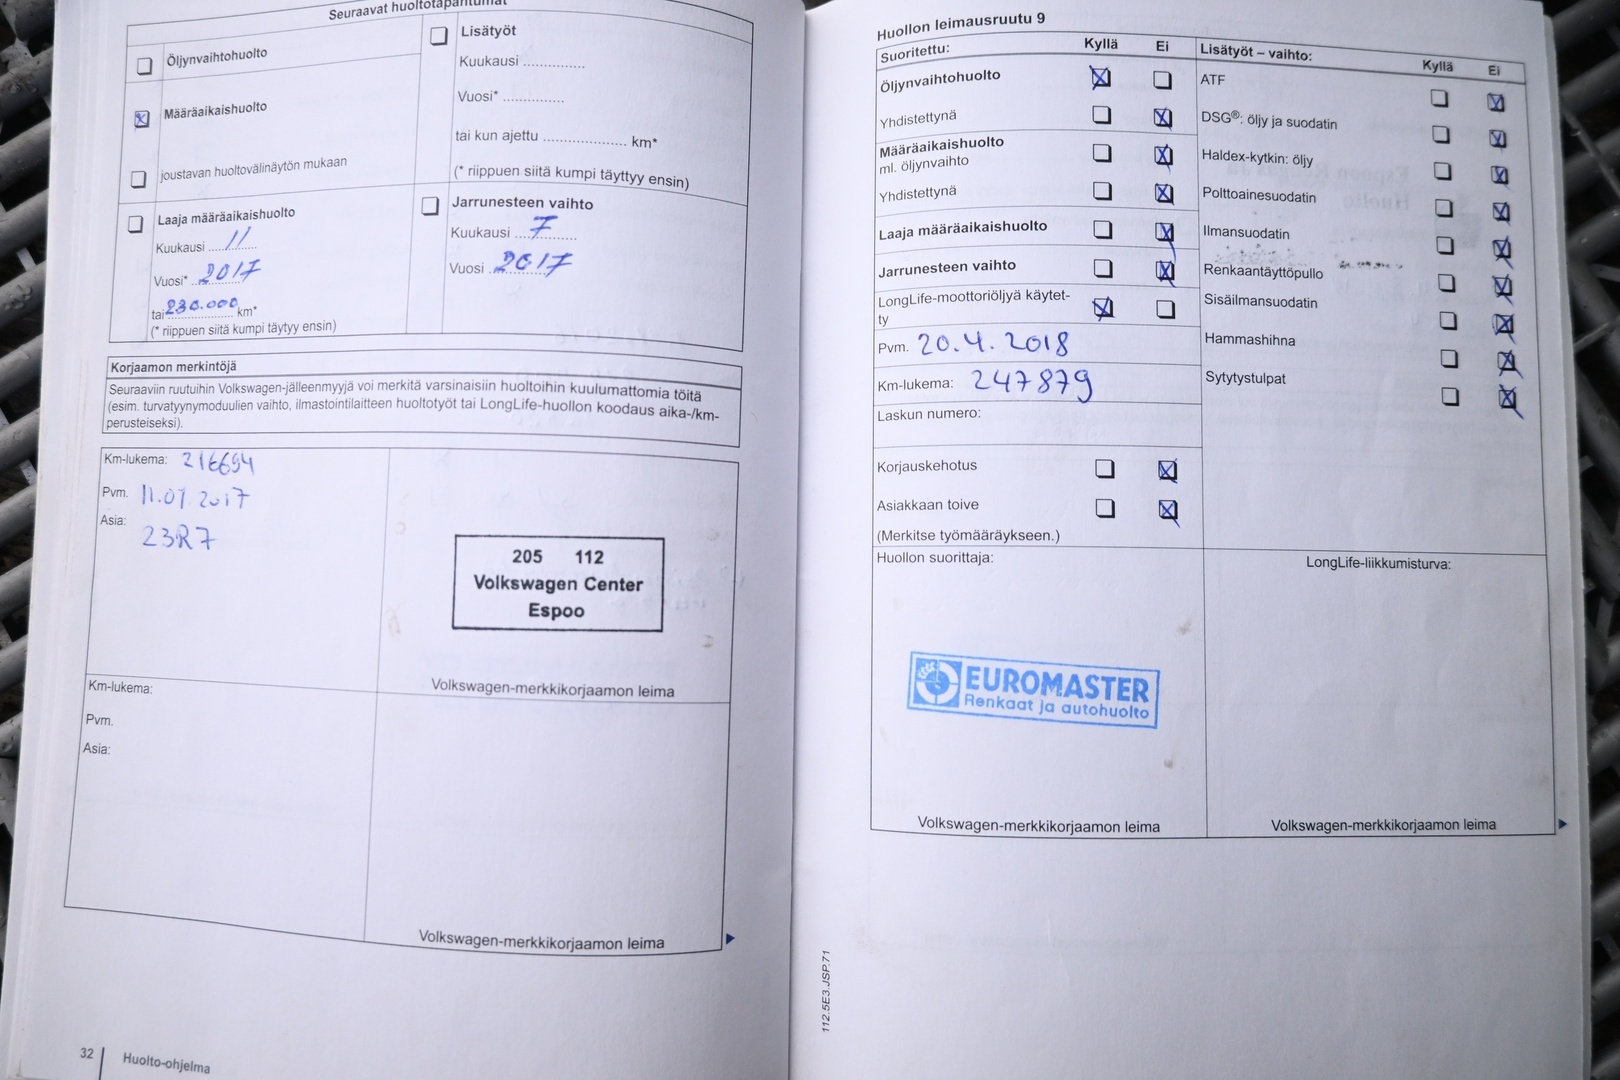 Seuraavat huoltotapahtumat
Öljynvaihtohuolto
Määräaikaishuolto
joustavan huoltovälinäytön mukaan
Laaja määräaikaishuolto
Kuukausi 11
Vuosi* 2017
tai 230.000 km*
(* riippuen siitä kumpi täytyy ensin)
Lisätyöt
Kuukausi
Vuosi*
tai kun ajettu km*
(* riippuen siitä kumpi täyttyy ensin)
Jarrunesteen vaihto
Kuukausi 7
Vuosi 2017
Korjaamon merkintöjä
Seuraaviin ruutuihin Volkswagen-jälleenmyyjä voi merkitä varsinaisiin huoltoihin kuulumattomia töitä
(esim. turvatyynymoduulien vaihto, ilmastointilaitteen huoltotyöt tai LongLife-huollon koodaus aika-/km-
perusteiseksi).
Km-lukema: 216694
Pvm. 11.07.2017
Asia:
23R7
205 112
Volkswagen Center
Espoo
Volkswagen-merkkikorjaamon leima
Km-lukema:
Pvm.
Asia:
Volkswagen-merkkikorjaamon leima
32 Huolto-ohjelma
Huollon leimausruutu 9
Suoritettu: Kyllä Ei
Öljynvaihtohuolto
Yhdistettynä
Määräaikaishuolto
ml. öljynvaihto
Yhdistettynä
Laaja määräaikaishuolto
Jarrunesteen vaihto
LongLife-moottoriöljyä käytet-
ty
Pvm. 20.4.2018
Km-lukema: 247879
Laskun numero:
Korjauskehotus
Asiakkaan toive
(Merkitse työmääräykseen.)
Lisätyöt – vaihto: Kyllä Ei
ATF
DSG®: öljy ja suodatin
Haldex-kytkin: öljy
Polttoainesuodatin
Ilmansuodatin
Renkaantäyttöpullo
Sisäilmansuodatin
Hammashihna
Sytytystulpat
Huollon suorittaja:
EUROMASTER
Renkaat ja autohuolto
Volkswagen-merkkikorjaamon leima
LongLife-liikkumisturva:
Volkswagen-merkkikorjaamon leima
112.5E3.JSP.71